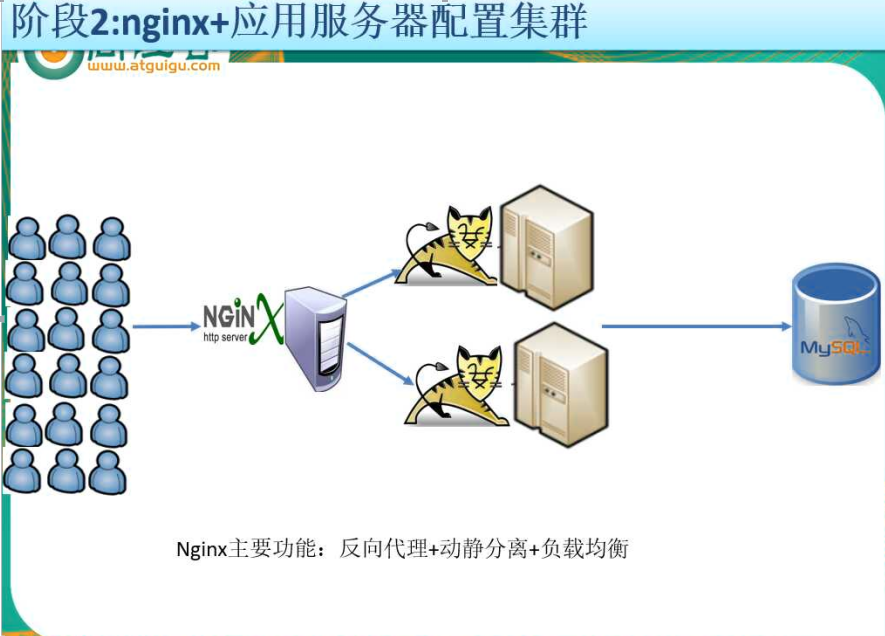 阶段2:nginx+应用服务器配置集群
www.atguigu.com
NGiNX
http server
MySQL
Nginx主要功能：反向代理+动静分离+负载均衡